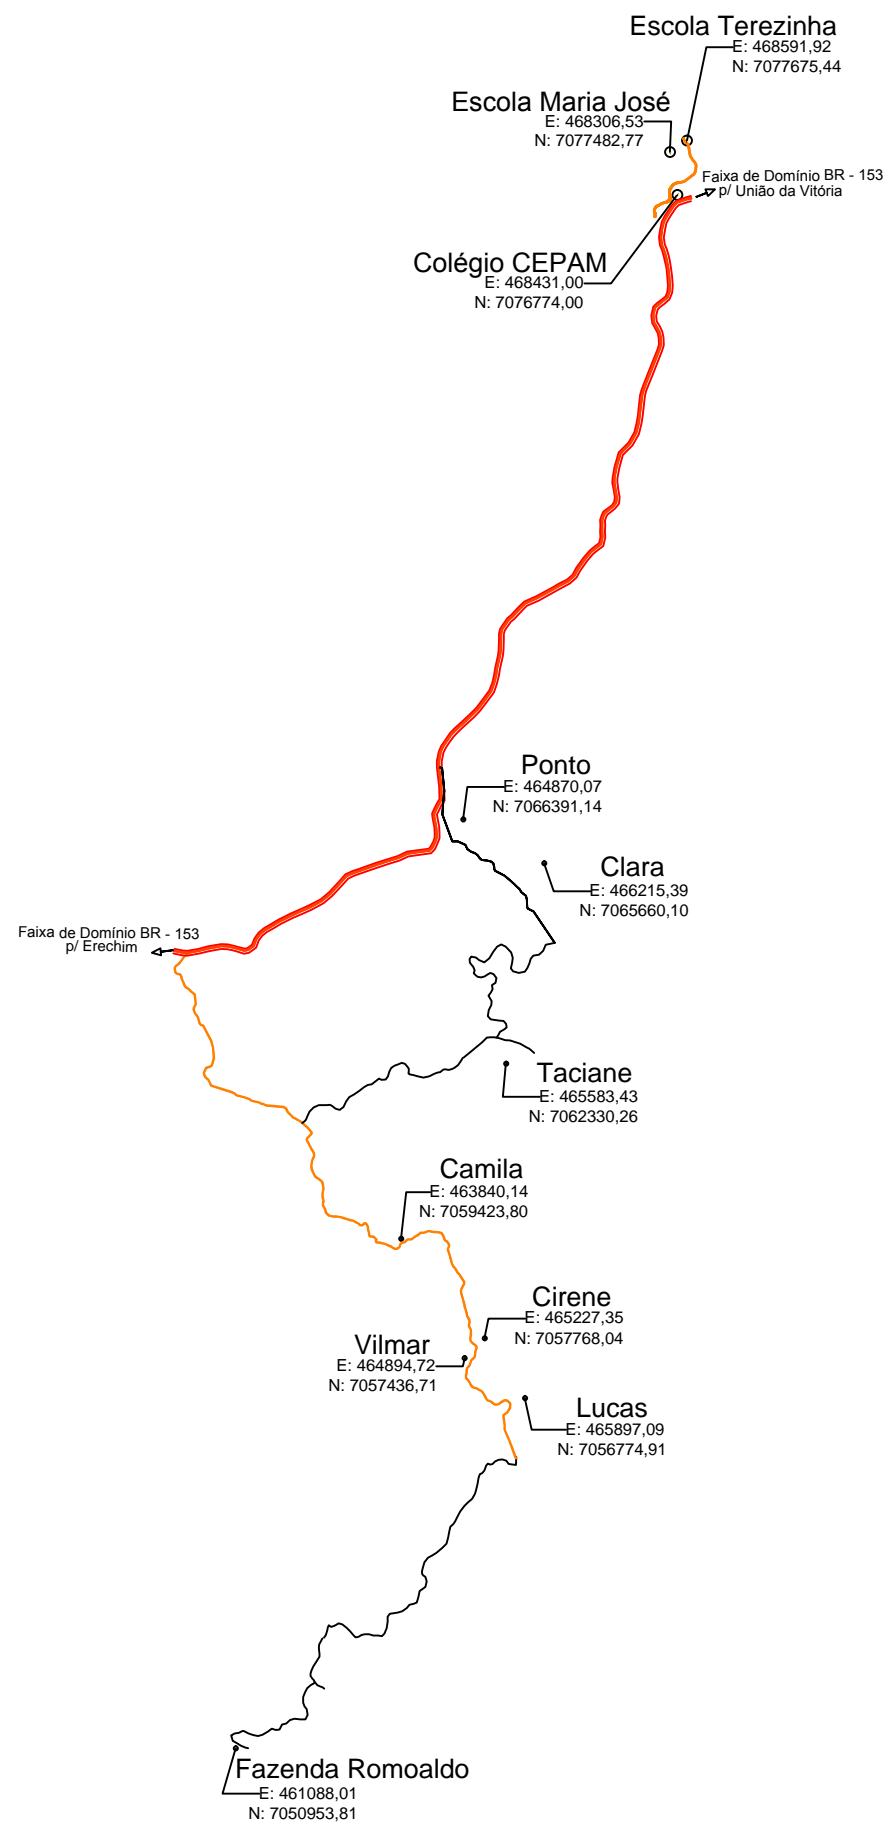 Escola Terezinha
E: 468591,92
N: 7077675,44
Escola Maria José
E: 468306,53
N: 7077482,77
Faixa de Domínio BR - 153
p/ União da Vitória
Colégio CEPAM
E: 468431,00
N: 7076774,00
Ponto
E: 464870,07
N: 7066391,14
Clara
E: 466215,39
N: 7065660,10
Faixa de Domínio BR - 153
p/ Erechim
Taciane
E: 465583,43
N: 7062330,26
Camila
E: 463840,14
N: 7059423,80
Cirene
E: 465227,35
N: 7057768,04
Vilmar
E: 464894,72
N: 7057436,71
Lucas
E: 465897,09
N: 7056774,91
Fazenda Romoaldo
E: 461088,01
N: 7050953,81